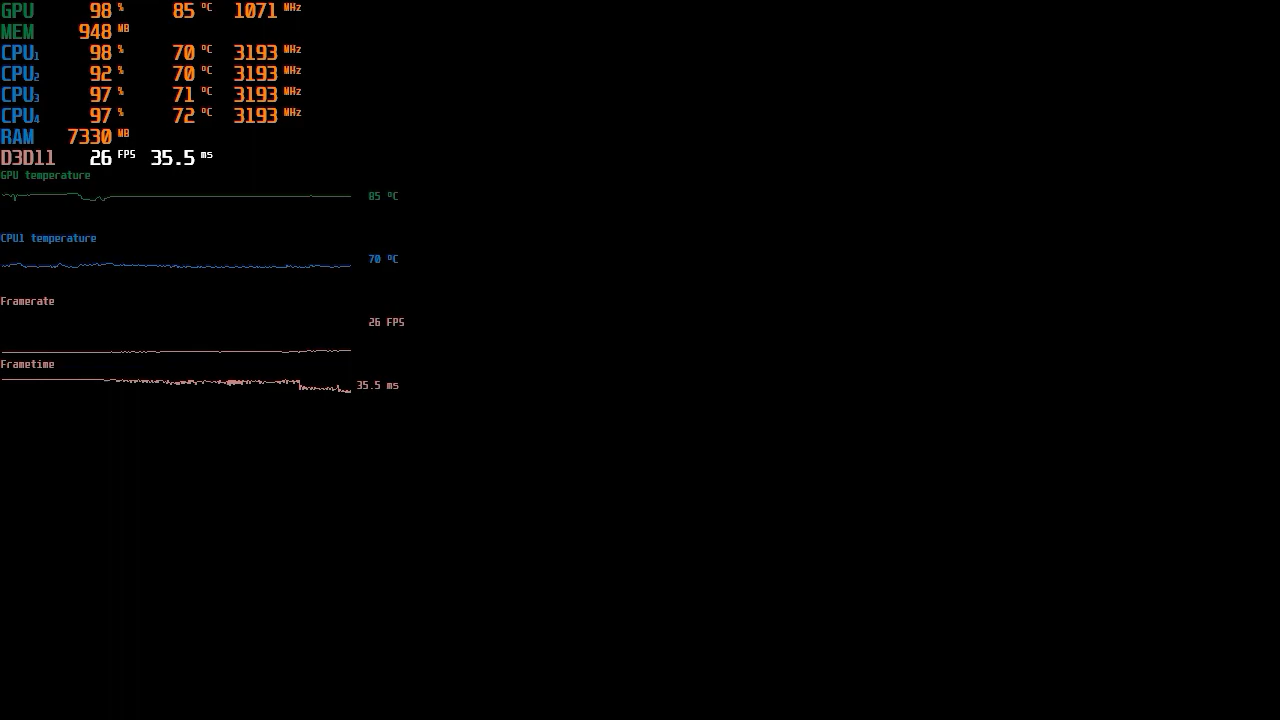 GPU 98 % 85 °C 1071 MHz
MEM 948 MB
CPU1 98 % 70 °C 3193 MHz
CPU2 92 % 70 °C 3193 MHz
CPU3 97 % 71 °C 3193 MHz
CPU4 97 % 72 °C 3193 MHz
RAM 7330 MB
D3D11 26 FPS 35.5 ms
GPU temperature
85 °C
CPU1 temperature
70 °C
Framerate
26 FPS
Frametime
35.5 ms